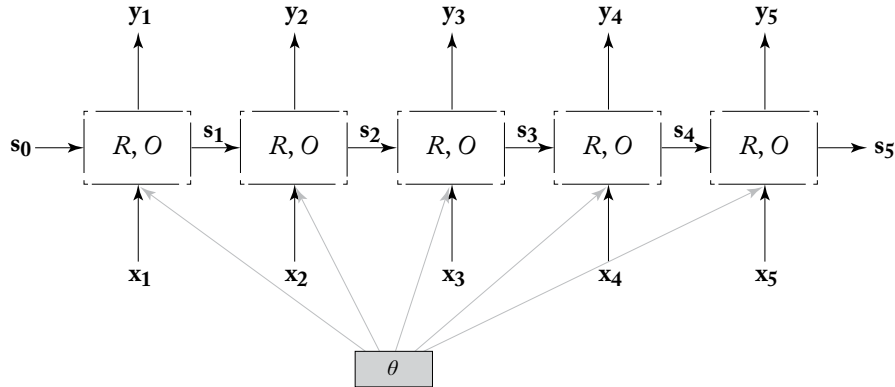 y1 y2 y3 y4 y5
s0 R, O s1 R, O s2 R, O s3 R, O s4 R, O s5
x1 x2 x3 x4 x5
θ